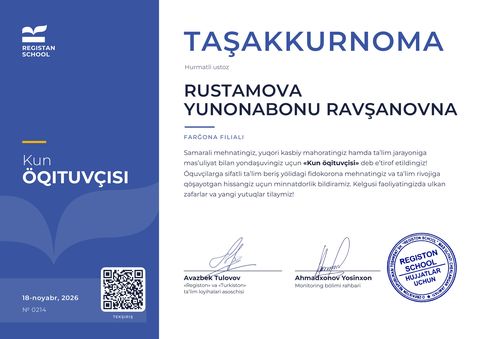 REGISTAN
SCHOOL
Kun
ÖQITUVÇISI
18-noyabr, 2026
№ 0214
TEKŞIRIŞ
TAŞAKKURNOMA
Hurmatli ustoz
RUSTAMOVA
YUNONABONU RAVŞANOVNA
FARĞONA FILIALI
Samarali mehnatingiz, yuqori kasbiy mahoratingiz hamda ta'lim jarayoniga
mas'uliyat bilan yondaşuvingiz uçun «Kun öqituvçisi» deb e'tirof etildingiz!
Öquvçilarga sifatli ta'lim beriş yölidagi fidokorona mehnatingiz va ta'lim rivojiga
qöşayotgan hissangiz uçun minnatdorlik bildiramiz. Kelgusi faoliyatingizda ulkan
zafarlar va yangi yutuqlar tilaymiz!
Avazbek Tulovov
«Registon» va «Turkiston»
ta'lim loyihalari asosçhisi
Ahmadxonov Yosinxon
Monitoring bölimi rahbari
REGISTON
SCHOOL
HUJJATLAR
UCHUN